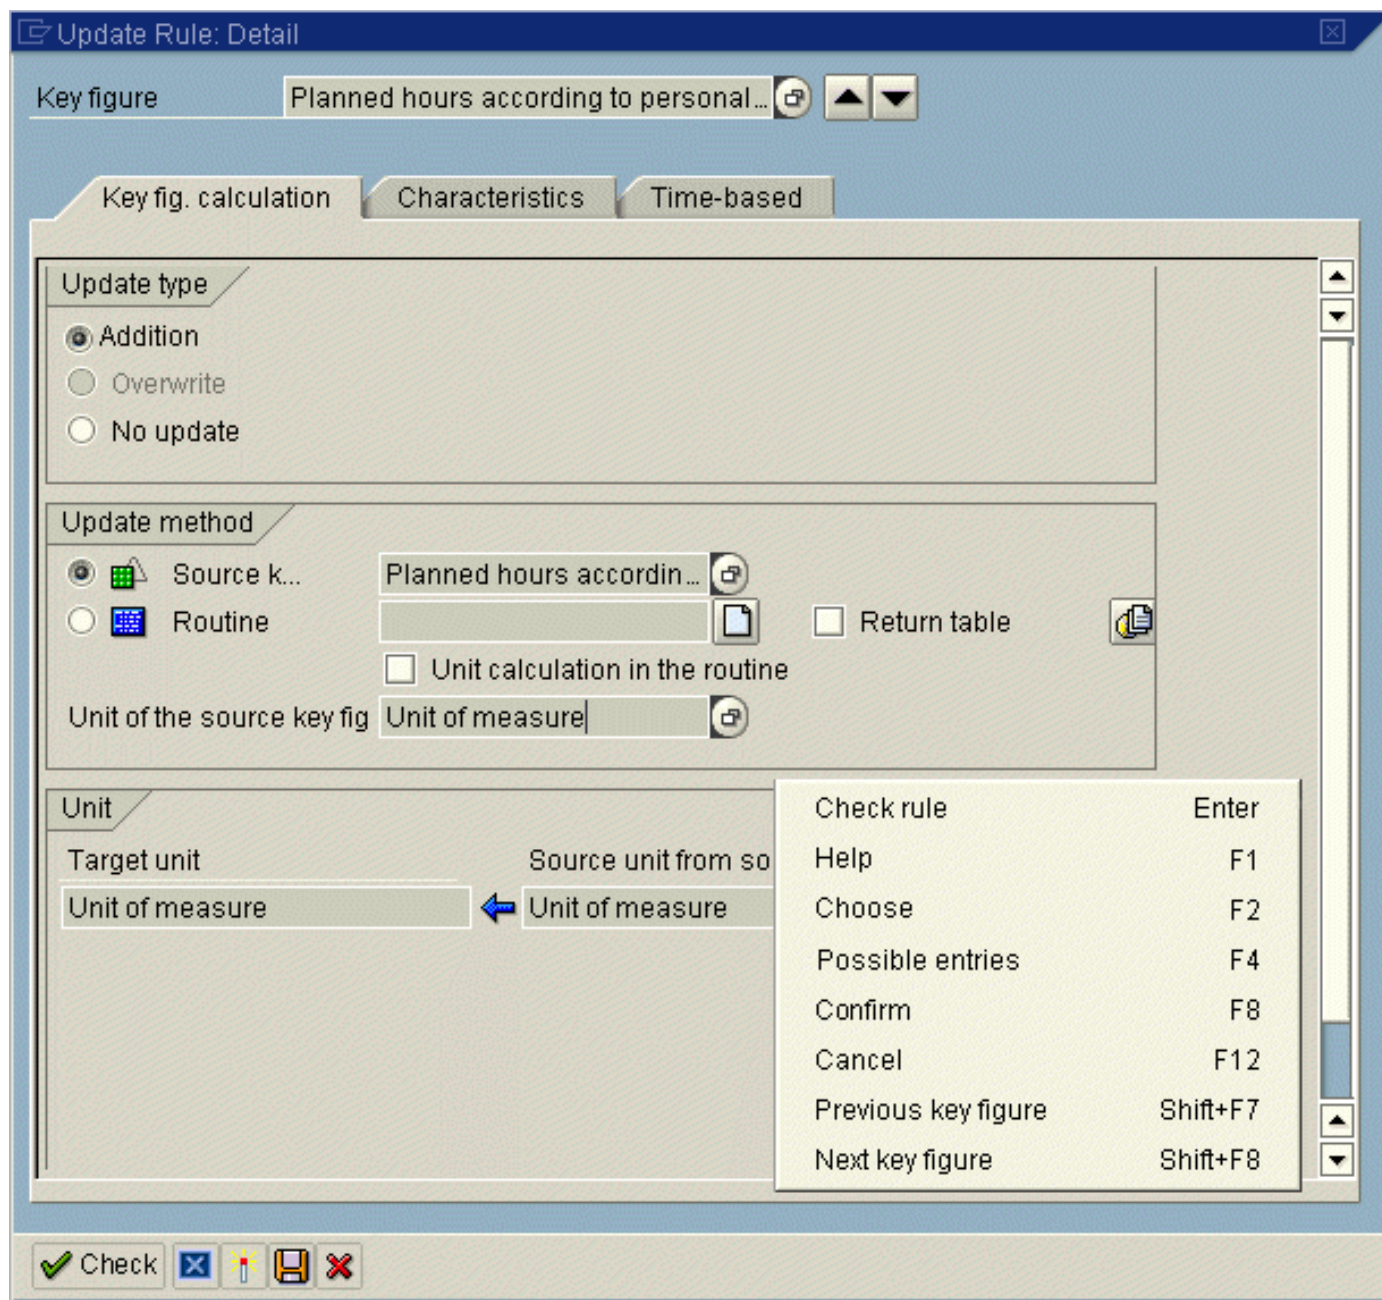 Update Rule: Detail
Key figure Planned hours according to personal...
Key fig. calculation Characteristics Time-based
Update type
Addition
Overwrite
No update
Update method
Source k... Planned hours accordin...
Routine Return table
Unit calculation in the routine
Unit of the source key fig Unit of measure
Unit
Target unit Source unit from so
Unit of measure Unit of measure
Check rule Enter
Help F1
Choose F2
Possible entries F4
Confirm F8
Cancel F12
Previous key figure Shift+F7
Next key figure Shift+F8
Check